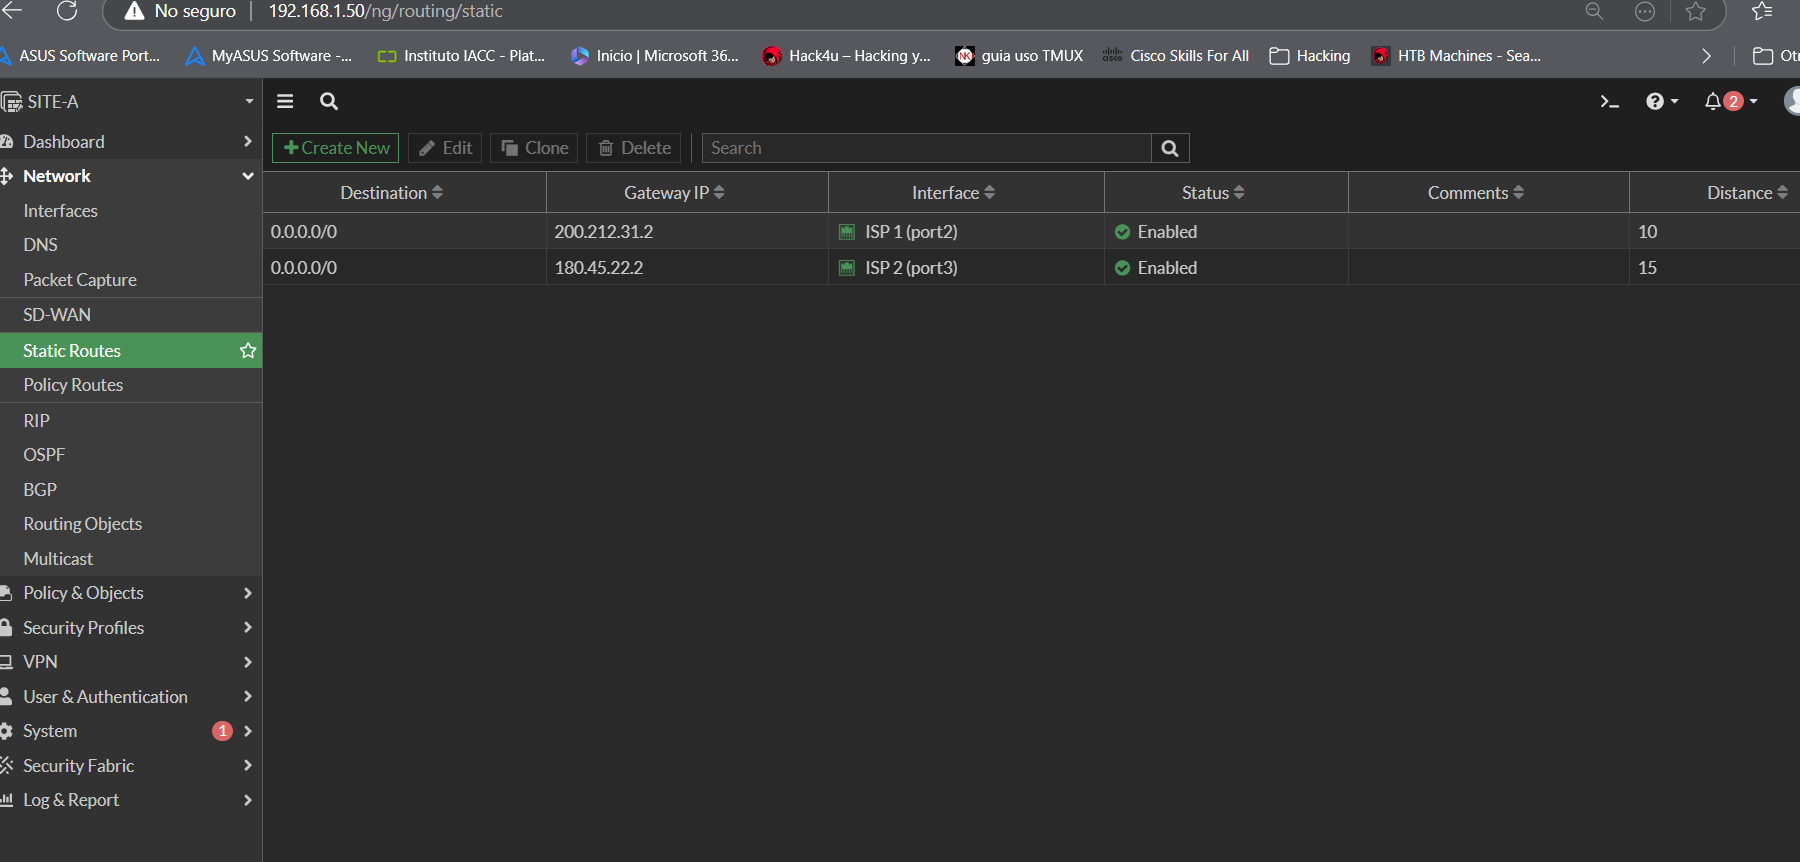 No seguro 192.168.1.50/ng/routing/static
ASUS Software Port... MyASUS Software -... Instituto IACC - Plat... Inicio | Microsoft 36... Hack4u – Hacking y... guia uso TMUX Cisco Skills For All Hacking HTB Machines - Sea... Otr
SITE-A
2
Dashboard
Network
Interfaces
DNS
Packet Capture
SD-WAN
Static Routes
Policy Routes
RIP
OSPF
BGP
Routing Objects
Multicast
Policy & Objects
Security Profiles
VPN
User & Authentication
System 1
Security Fabric
Log & Report
Create New Edit Clone Delete Search
Destination Gateway IP Interface Status Comments Distance
0.0.0.0/0 200.212.31.2 ISP 1 (port2) Enabled 10
0.0.0.0/0 180.45.22.2 ISP 2 (port3) Enabled 15